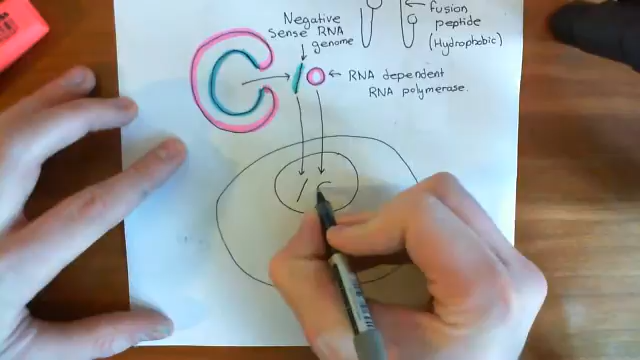 Negative
Sense RNA
genome
fusion
peptide
(Hydrophobic)
RNA dependent
RNA polymerase.